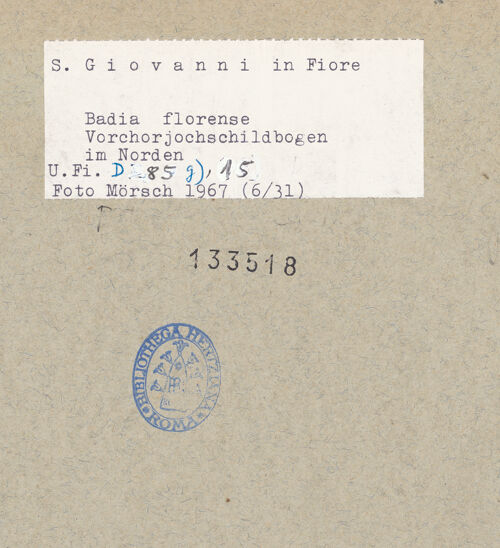 S. Giovanni in Fiore
Badia florense
Vorchorjochschildbogen
im Norden
U.Fi. D 85 g), 15
Foto Mörsch 1967 (6/31)
133518
BIBLIOTHECA HERTZIANA
ROMA